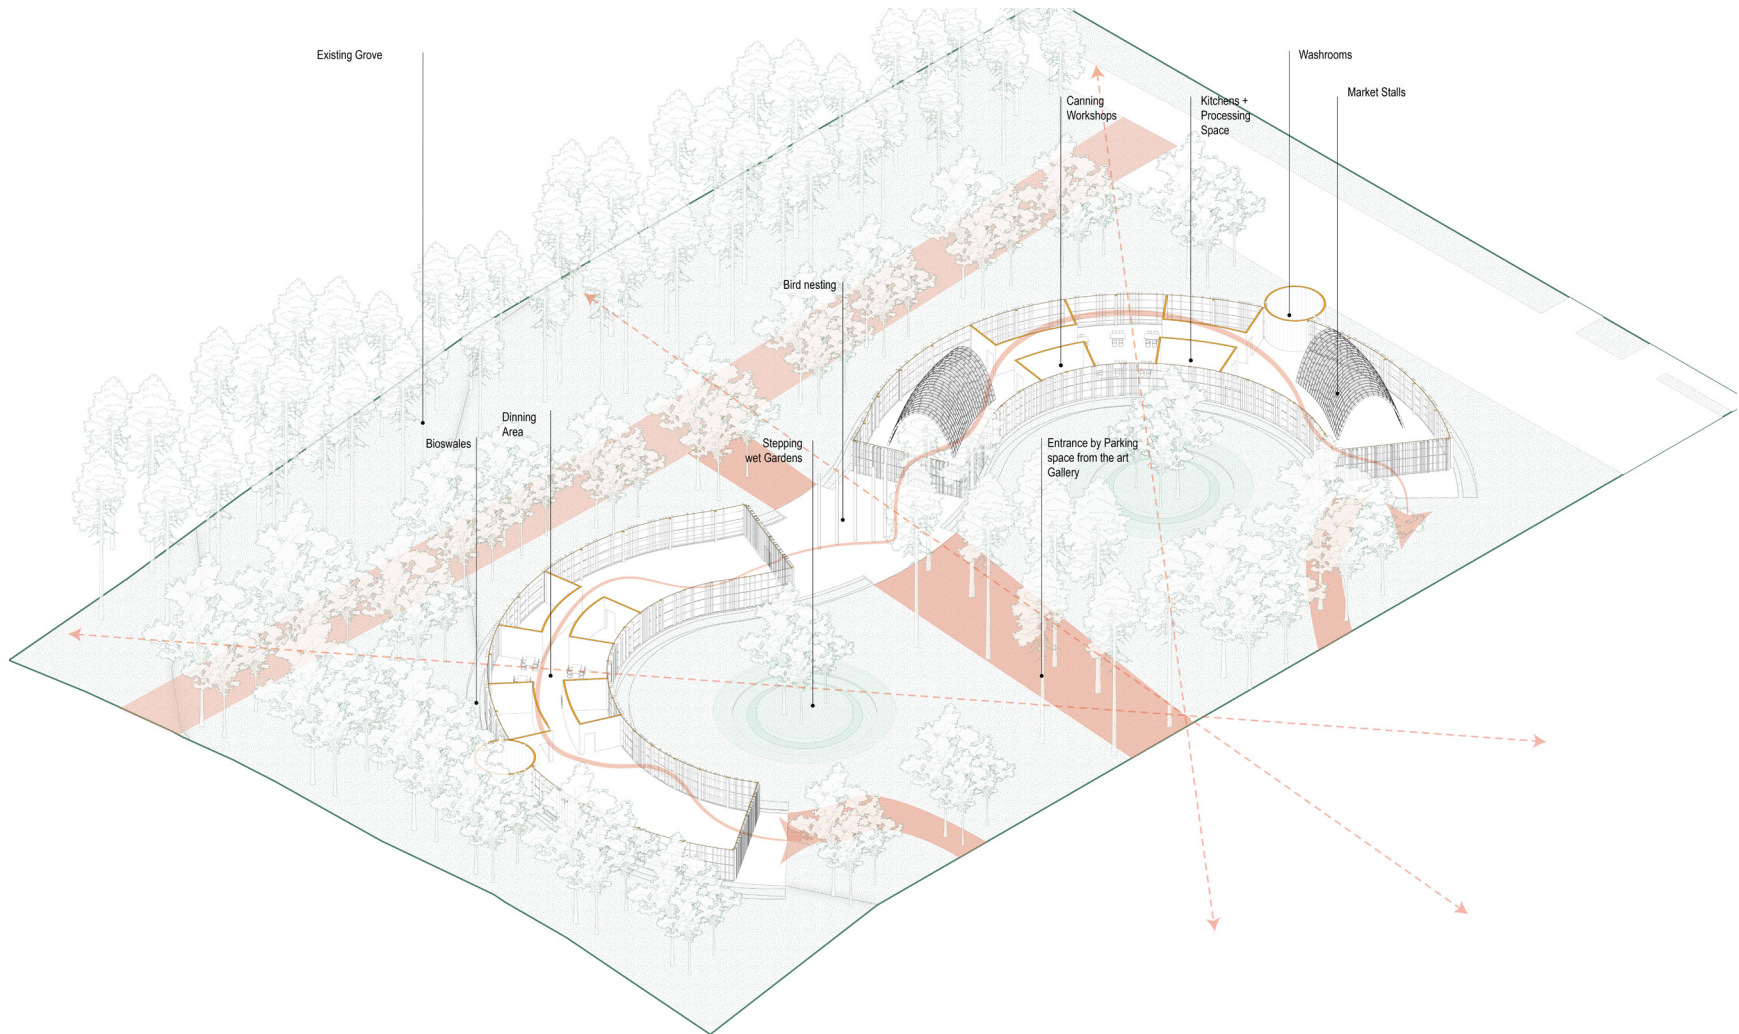 Existing Grove
Washrooms
Market Stalls
Canning
Workshops
Kitchens +
Processing
Space
Bird nesting
Dinning
Area
Bioswales
Stepping
wet Gardens
Entrance by Parking
space from the art
Gallery